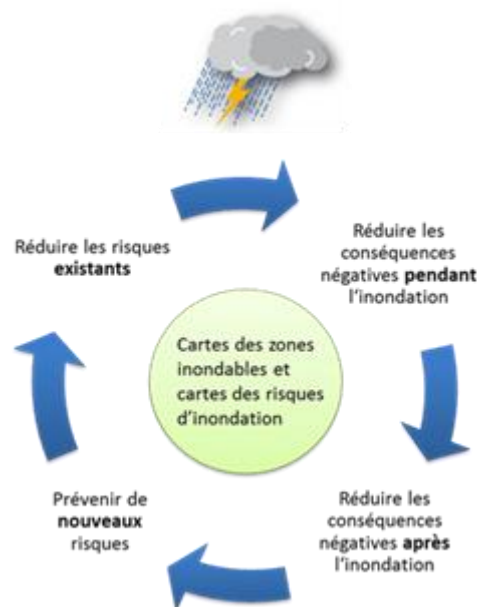 Réduire les risques
existants
Réduire les
conséquences
négatives pendant
l'inondation
Cartes des zones
inondables et
cartes des risques
d'inondation
Prévenir de
nouveaux
risques
Réduire les
conséquences
négatives après
l'inondation